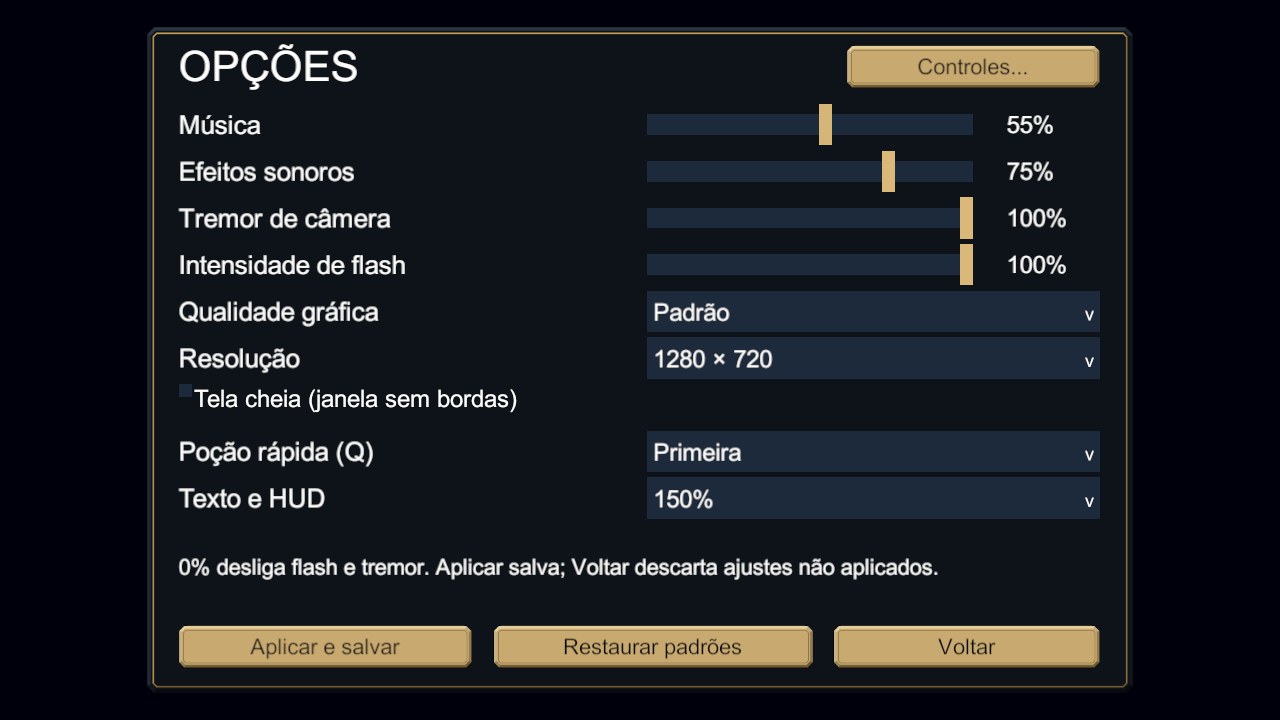 OPÇÕES
Controles...
Música 55%
Efeitos sonoros 75%
Tremor de câmera 100%
Intensidade de flash 100%
Qualidade gráfica Padrão v
Resolução 1280 × 720 v
Tela cheia (janela sem bordas)
Poção rápida (Q) Primeira v
Texto e HUD 150% v
0% desliga flash e tremor. Aplicar salva; Voltar descarta ajustes não aplicados.
Aplicar e salvar Restaurar padrões Voltar